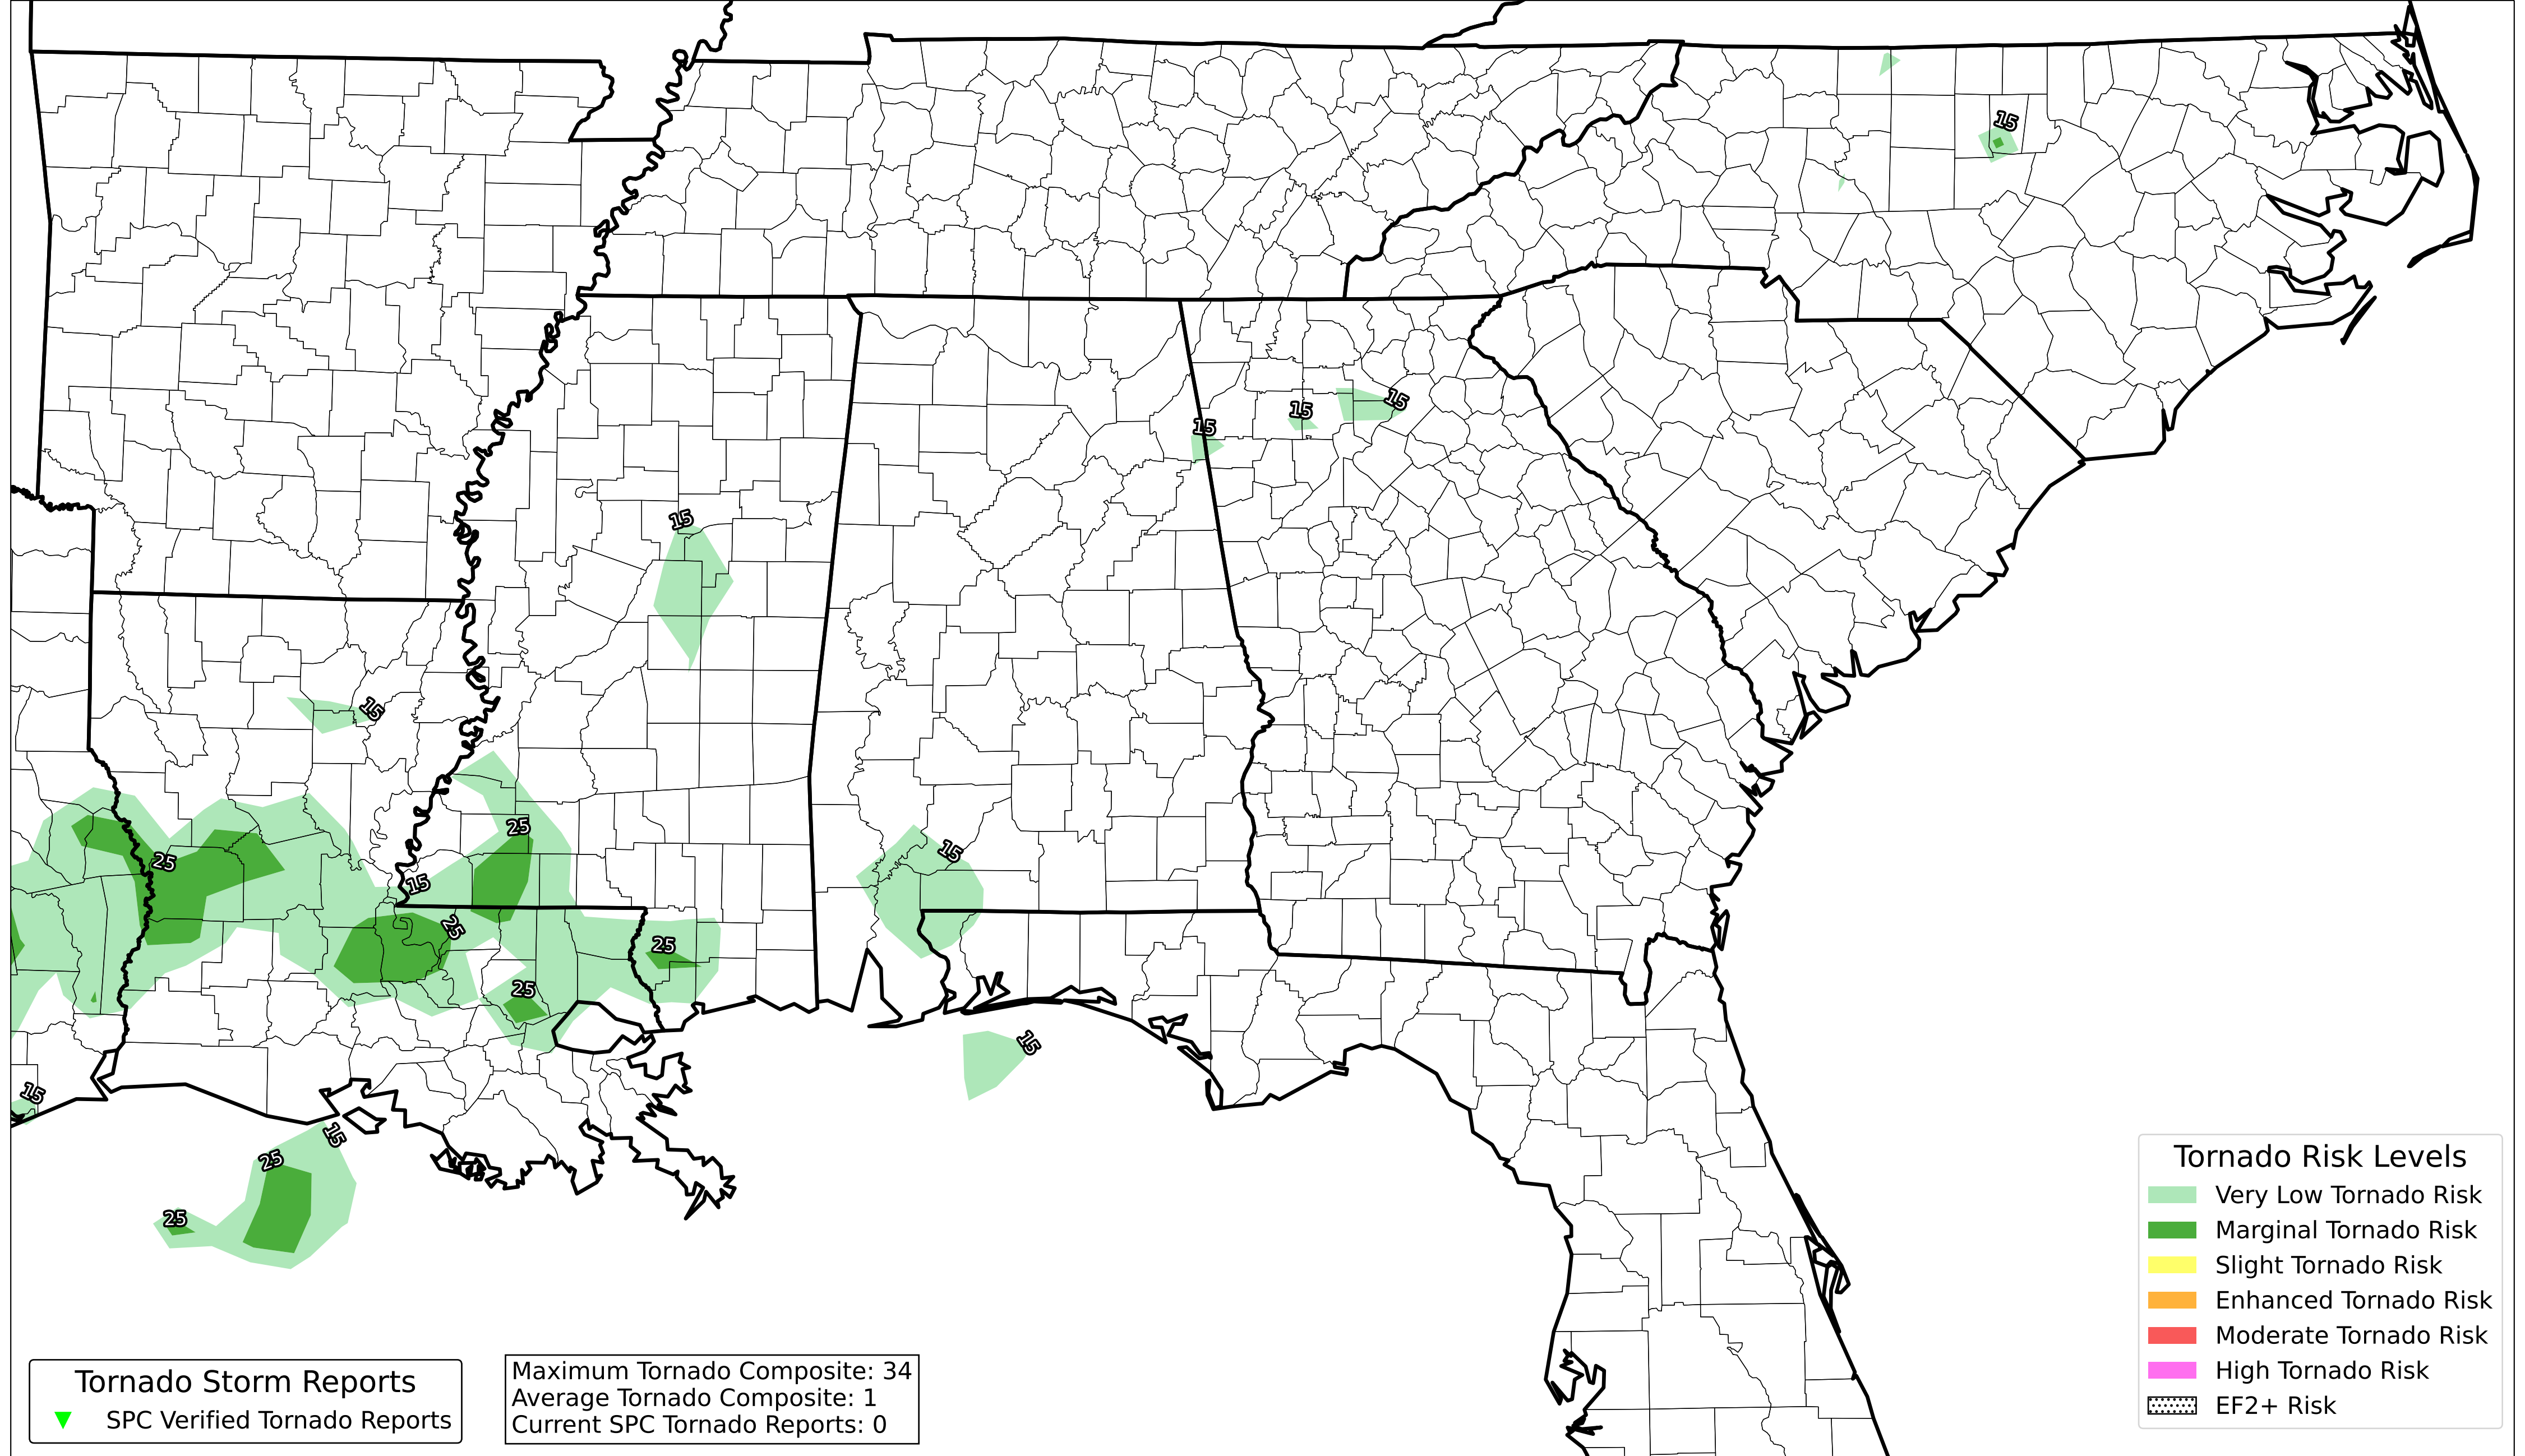 15
15
15
15
15
15
25
15
25
15
25
25
25
15
15
15
25
25
Tornado Risk Levels
Very Low Tornado Risk
Marginal Tornado Risk
Slight Tornado Risk
Enhanced Tornado Risk
Moderate Tornado Risk
High Tornado Risk
EF2+ Risk
Tornado Storm Reports
SPC Verified Tornado Reports
Maximum Tornado Composite: 34
Average Tornado Composite: 1
Current SPC Tornado Reports: 0